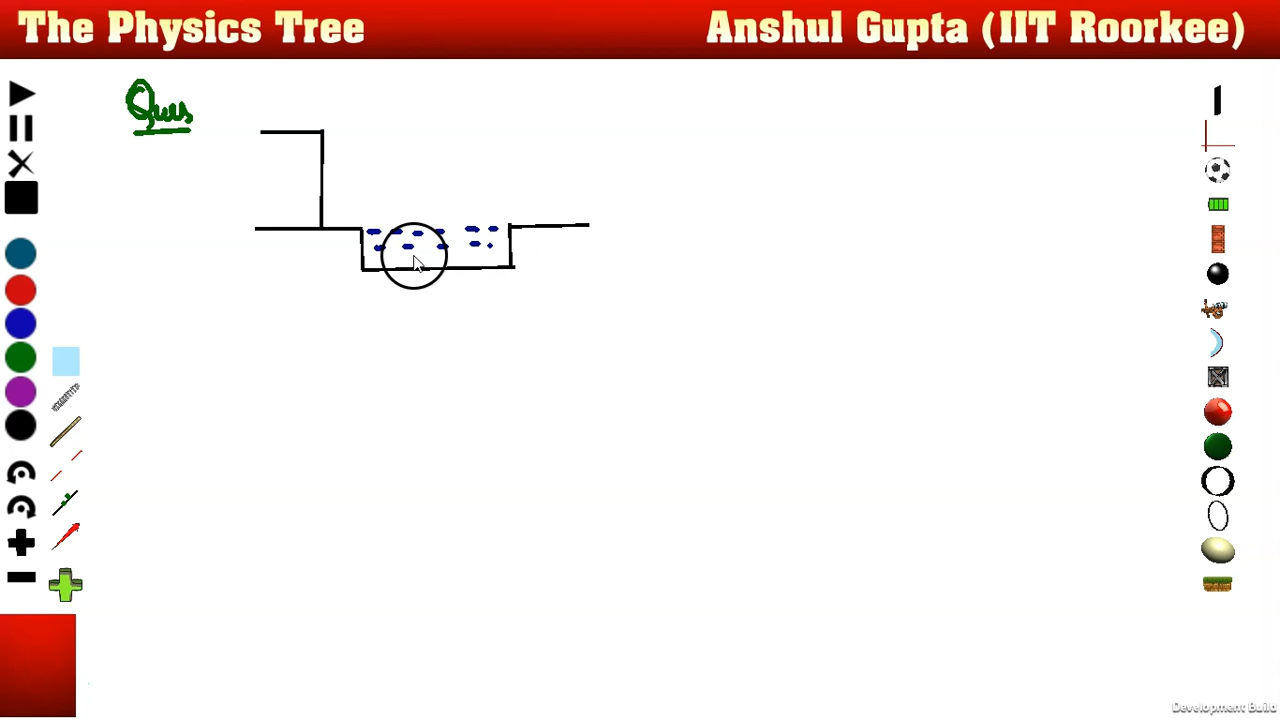 The Physics Tree
Anshul Gupta (IIT Roorkee)
Ques
Development Build